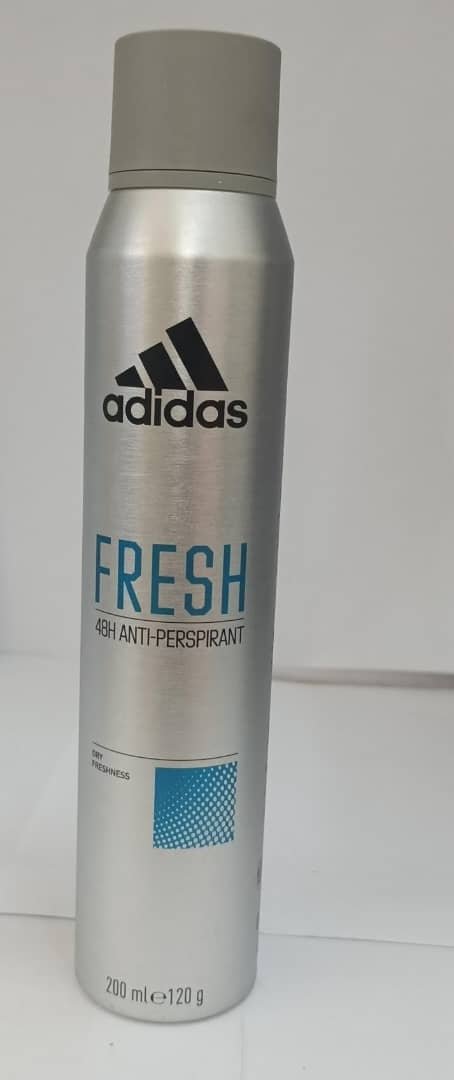 adidas
FRESH
48H ANTI-PERSPIRANT
DRY
FRESHNESS
200 ml e 120 g